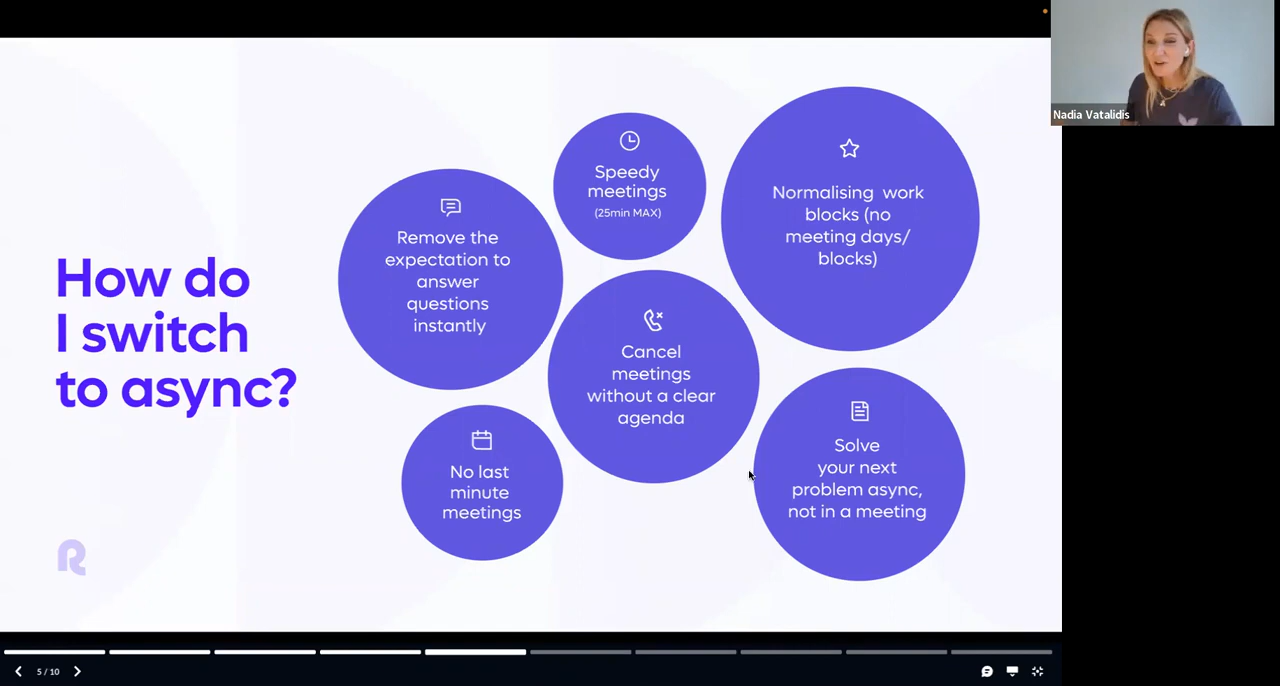 Nadia Vatalidis
How do
I switch
to async?
Remove the
expectation to
answer
questions
instantly
Speedy
meetings
(25min MAX)
Normalising work
blocks (no
meeting days/
blocks)
Cancel
meetings
without a clear
agenda
No last
minute
meetings
Solve
your next
problem async,
not in a meeting
R
5 / 10